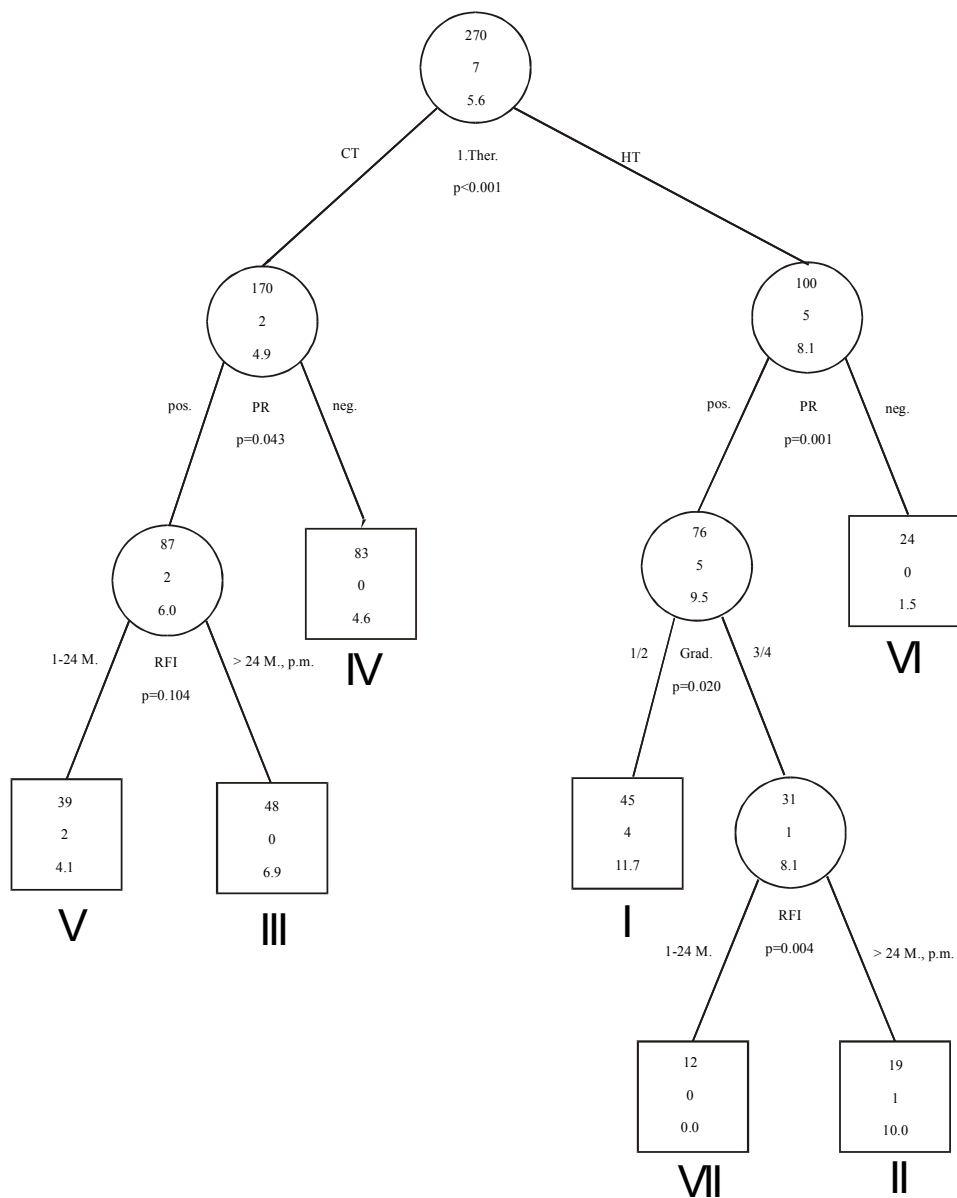 270
7
5.6
CT
1.Ther.
HT
p<0.001
170
2
4.9
100
5
8.1
pos.
PR
neg.
p=0.043
pos.
PR
neg.
p=0.001
87
2
6.0
83
0
4.6
IV
76
5
9.5
24
0
1.5
VI
1-24 M.
RFI
> 24 M., p.m.
p=0.104
1/2
Grad.
3/4
p=0.020
39
2
4.1
V
48
0
6.9
III
45
4
11.7
I
31
1
8.1
1-24 M.
RFI
> 24 M., p.m.
p=0.004
12
0
0.0
VII
19
1
10.0
II